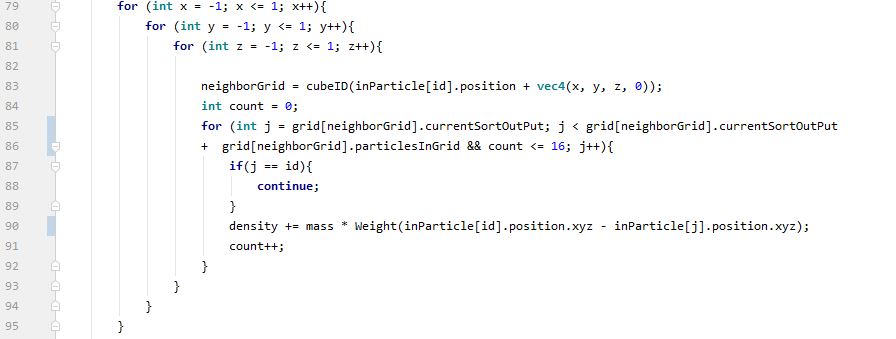 79 for (int x = -1; x <= 1; x++){
80 for (int y = -1; y <= 1; y++){
81 for (int z = -1; z <= 1; z++){
82
83 neighborGrid = cubeID(inParticle[id].position + vec4(x, y, z, 0));
84 int count = 0;
85 for (int j = grid[neighborGrid].currentSortOutPut; j < grid[neighborGrid].currentSortOutPut
86 + grid[neighborGrid].particlesInGrid && count <= 16; j++){
87 if(j == id){
88 continue;
89 }
90 density += mass * Weight(inParticle[id].position.xyz - inParticle[j].position.xyz);
91 count++;
92 }
93 }
94 }
95 }